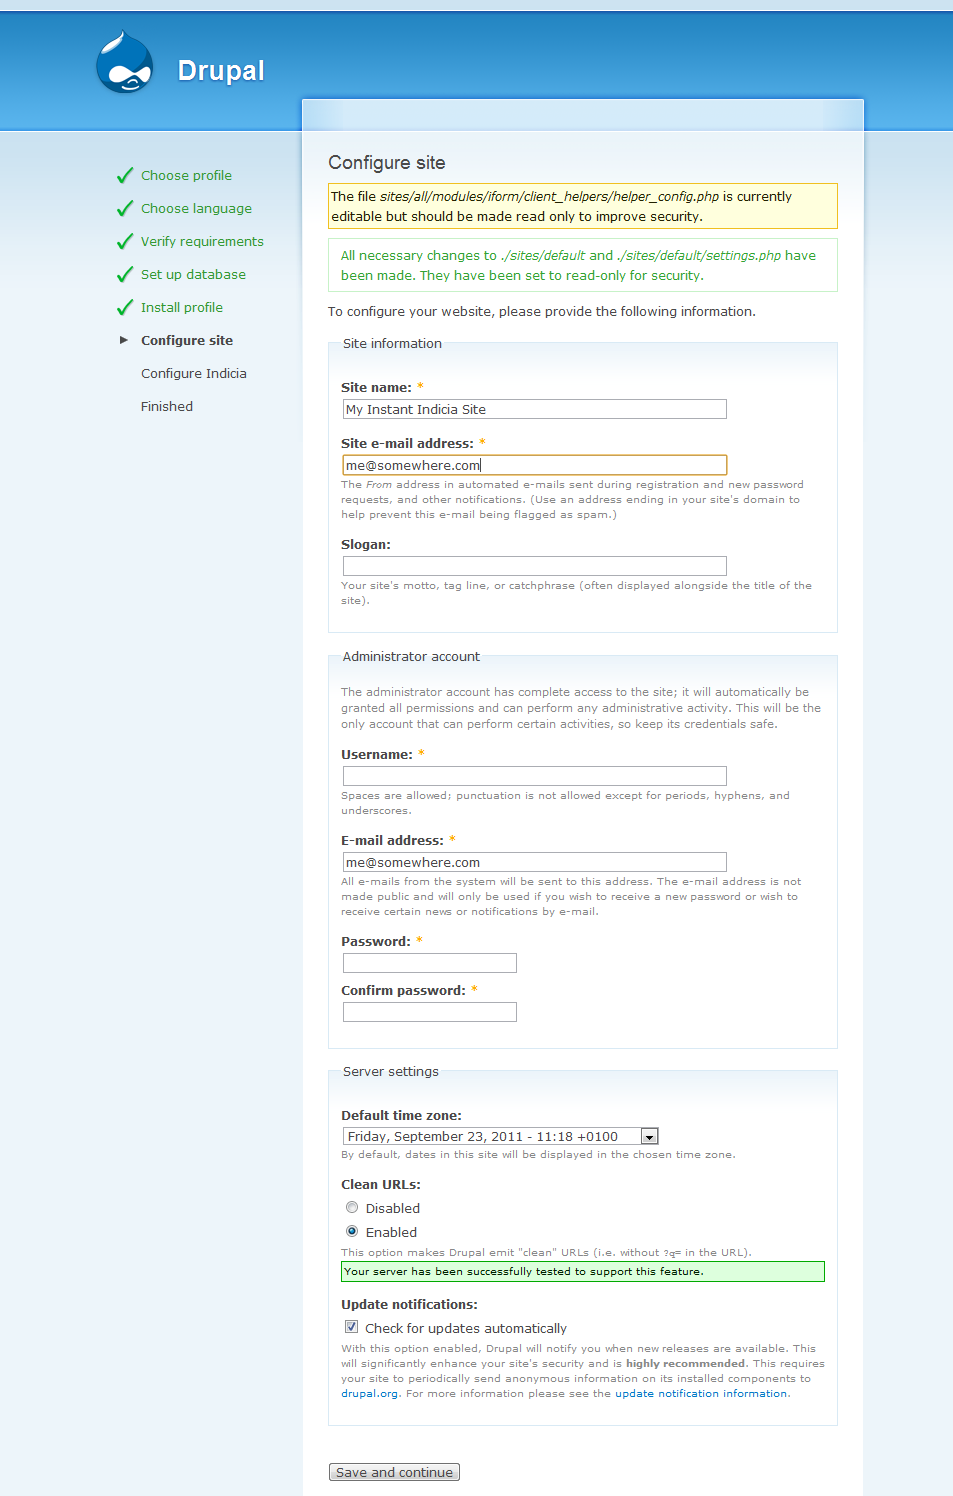 Drupal
Choose profile
Choose language
Verify requirements
Set up database
Install profile
Configure site
Configure Indicia
Finished
Configure site
The file sites/all/modules/iform/client_helpers/helper_config.php is currently
editable but should be made read only to improve security.
All necessary changes to ./sites/default and ./sites/default/settings.php have
been made. They have been set to read-only for security.
To configure your website, please provide the following information.
Site information
Site name: *
My Instant Indicia Site
Site e-mail address: *
me@somewhere.com
The From address in automated e-mails sent during registration and new password
requests, and other notifications. (Use an address ending in your site's domain to
help prevent this e-mail being flagged as spam.)
Slogan:
Your site's motto, tag line, or catchphrase (often displayed alongside the title of the
site).
Administrator account
The administrator account has complete access to the site; it will automatically be
granted all permissions and can perform any administrative activity. This will be the
only account that can perform certain activities, so keep its credentials safe.
Username: *
Spaces are allowed; punctuation is not allowed except for periods, hyphens, and
underscores.
E-mail address: *
me@somewhere.com
All e-mails from the system will be sent to this address. The e-mail address is not
made public and will only be used if you wish to receive a new password or wish to
receive certain news or notifications by e-mail.
Password: *
Confirm password: *
Server settings
Default time zone:
Friday, September 23, 2011 - 11:18 +0100
By default, dates in this site will be displayed in the chosen time zone.
Clean URLs:
Disabled
Enabled
This option makes Drupal emit "clean" URLs (i.e. without ?q= in the URL).
Your server has been successfully tested to support this feature.
Update notifications:
Check for updates automatically
With this option enabled, Drupal will notify you when new releases are available. This
will significantly enhance your site's security and is highly recommended. This requires
your site to periodically send anonymous information on its installed components to
drupal.org. For more information please see the update notification information.
Save and continue